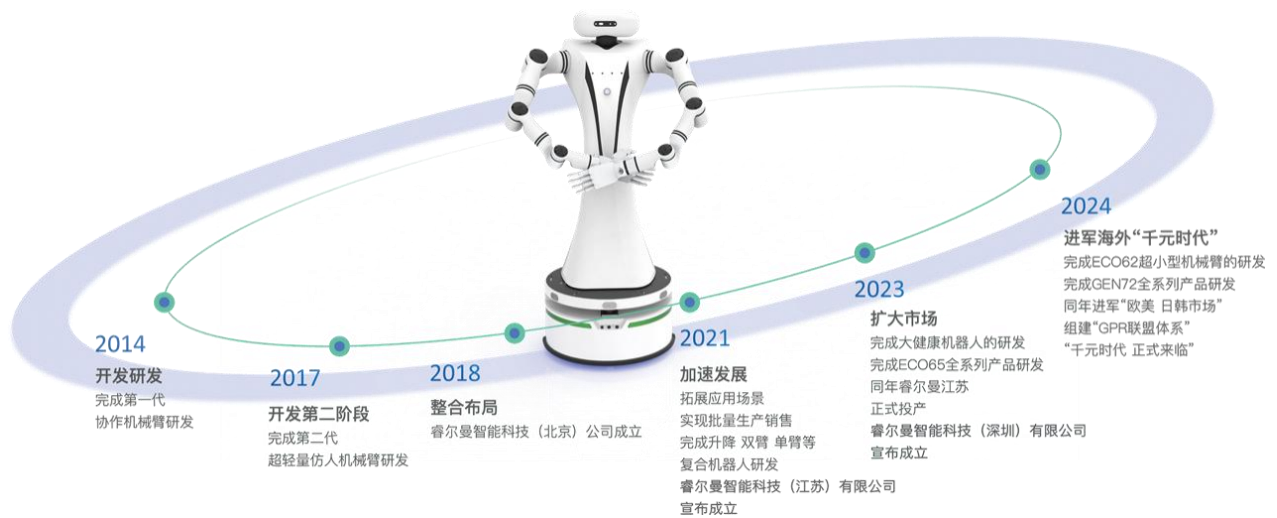 2014
开发研发
完成第一代
协作机械臂研发
2017
开发第二阶段
完成第二代
超轻量仿人机械臂研发
2018
整合布局
睿尔曼智能科技（北京）公司成立
2021
加速发展
拓展应用场景
实现批量生产销售
完成升降 双臂 单臂等
复合机器人研发
睿尔曼智能科技（江苏）有限公司
宣布成立
2023
扩大市场
完成大健康机器人的研发
完成ECO65全系列产品研发
同年睿尔曼江苏
正式投产
睿尔曼智能科技（深圳）有限公司
宣布成立
2024
进军海外“千元时代”
完成ECO62超小型机械臂的研发
完成GEN72全系列产品研发
同年进军“欧美 日韩市场”
组建“GPR联盟体系”
“千元时代 正式来临”